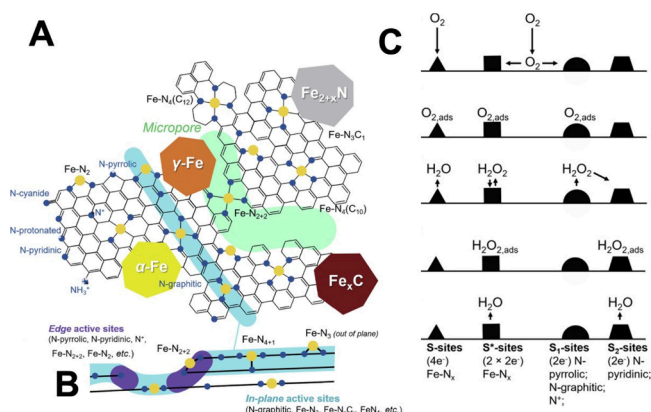 A
Fe-N₄(C₁₂)
Fe₂₊ₓN
Micropore
Fe-N₃C₁
Fe-N₂
N-pyrrolic
γ-Fe
N-cyanide
N⁺
Fe-N₂₊₂
Fe-N₄(C₁₀)
N-protonated
N-pyridinic
α-Fe
N-graphitic
FeₓC
NH₃⁺
Edge active sites
(N-pyrrolic, N-pyridinic, N⁺,
Fe-N₂₊₂, Fe-N₂, etc.)
Fe-N₂₊₂
Fe-N₄₊₁
Fe-N₃ (out of plane)
B
In-plane active sites
C
O₂ O₂
O₂
O₂,ads O₂,ads O₂,ads
H₂O H₂O₂ H₂O₂
H₂O₂,ads H₂O₂,ads
H₂O H₂O
S-sites S*-sites S₁-sites S₂-sites
(4e⁻) (2 × 2e⁻) (2e⁻) N- (2e⁻) N-
Fe-Nₓ Fe-Nₓ pyrrolic; pyridinic;
N-graphitic;
N⁺;